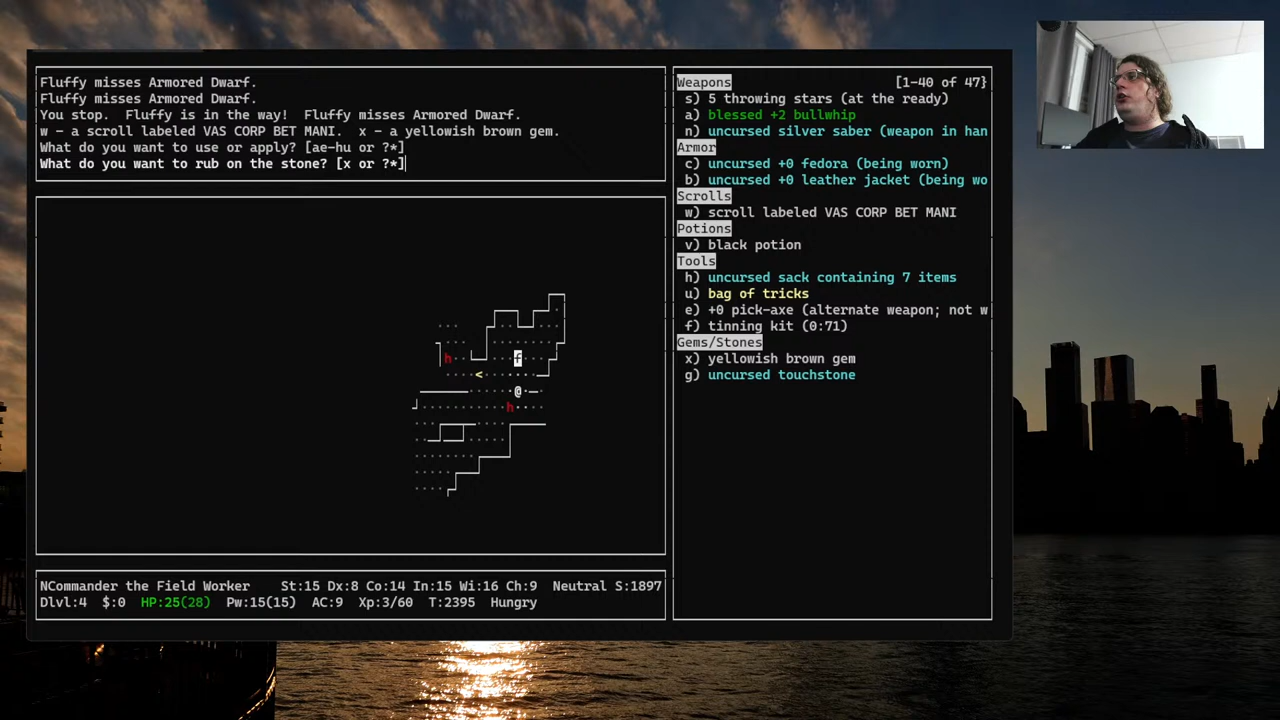 Fluffy misses Armored Dwarf.
Fluffy misses Armored Dwarf.
You stop.  Fluffy is in the way!  Fluffy misses Armored Dwarf.
w - a scroll labeled VAS CORP BET MANI.  x - a yellowish brown gem.
What do you want to use or apply? [ae-hu or ?*]
What do you want to rub on the stone? [x or ?*]
Weapons [1-40 of 47}
s) 5 throwing stars (at the ready)
a) blessed +2 bullwhip
n) uncursed silver saber (weapon in han
Armor
c) uncursed +0 fedora (being worn)
b) uncursed +0 leather jacket (being wo
Scrolls
w) scroll labeled VAS CORP BET MANI
Potions
v) black potion
Tools
h) uncursed sack containing 7 items
u) bag of tricks
e) +0 pick-axe (alternate weapon; not w
f) tinning kit (0:71)
Gems/Stones
x) yellowish brown gem
g) uncursed touchstone
h
f
<
@
h
NCommander the Field Worker St:15 Dx:8 Co:14 In:15 Wi:16 Ch:9 Neutral S:1897
Dlvl:4 $:0 HP:25(28) Pw:15(15) AC:9 Xp:3/60 T:2395 Hungry